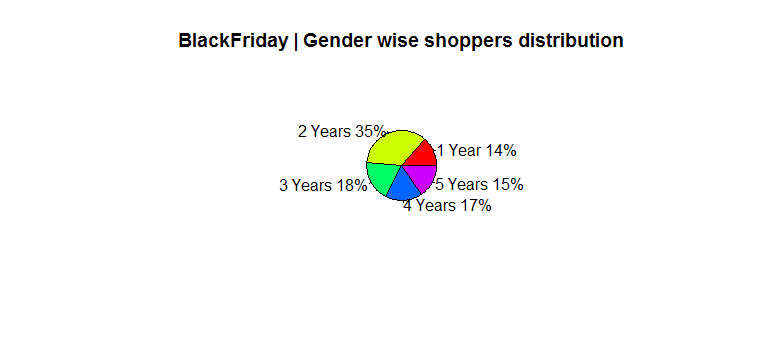 BlackFriday | Gender wise shoppers distribution
2 Years 35%
1 Year 14%
3 Years 18%
5 Years 15%
4 Years 17%